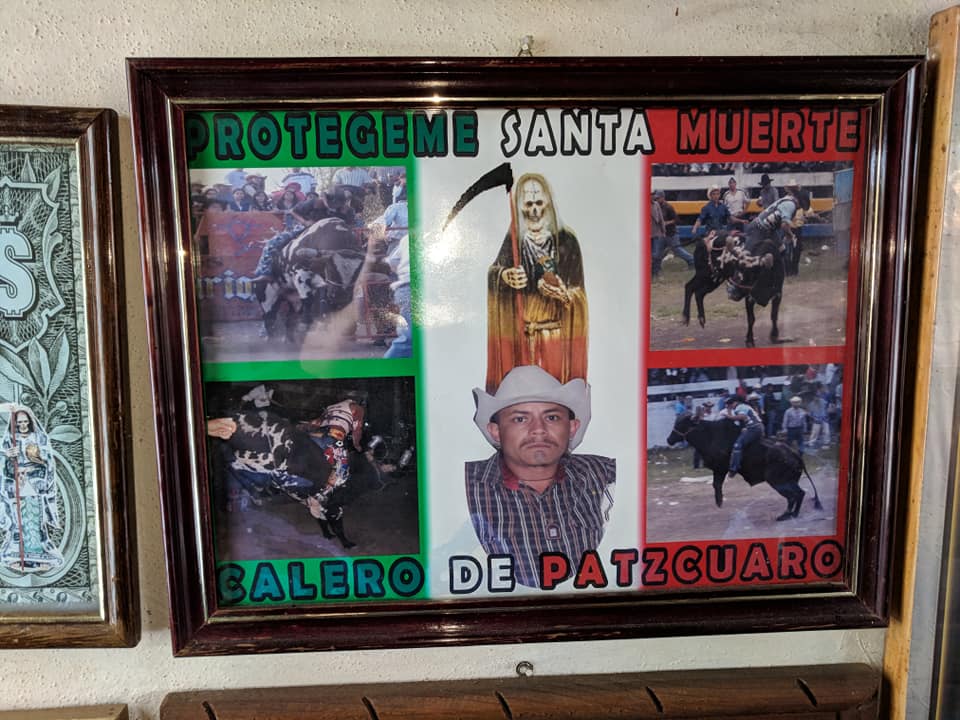 PROTEGEME SANTA MUERTE
$
CALERO DE PATZCUARO